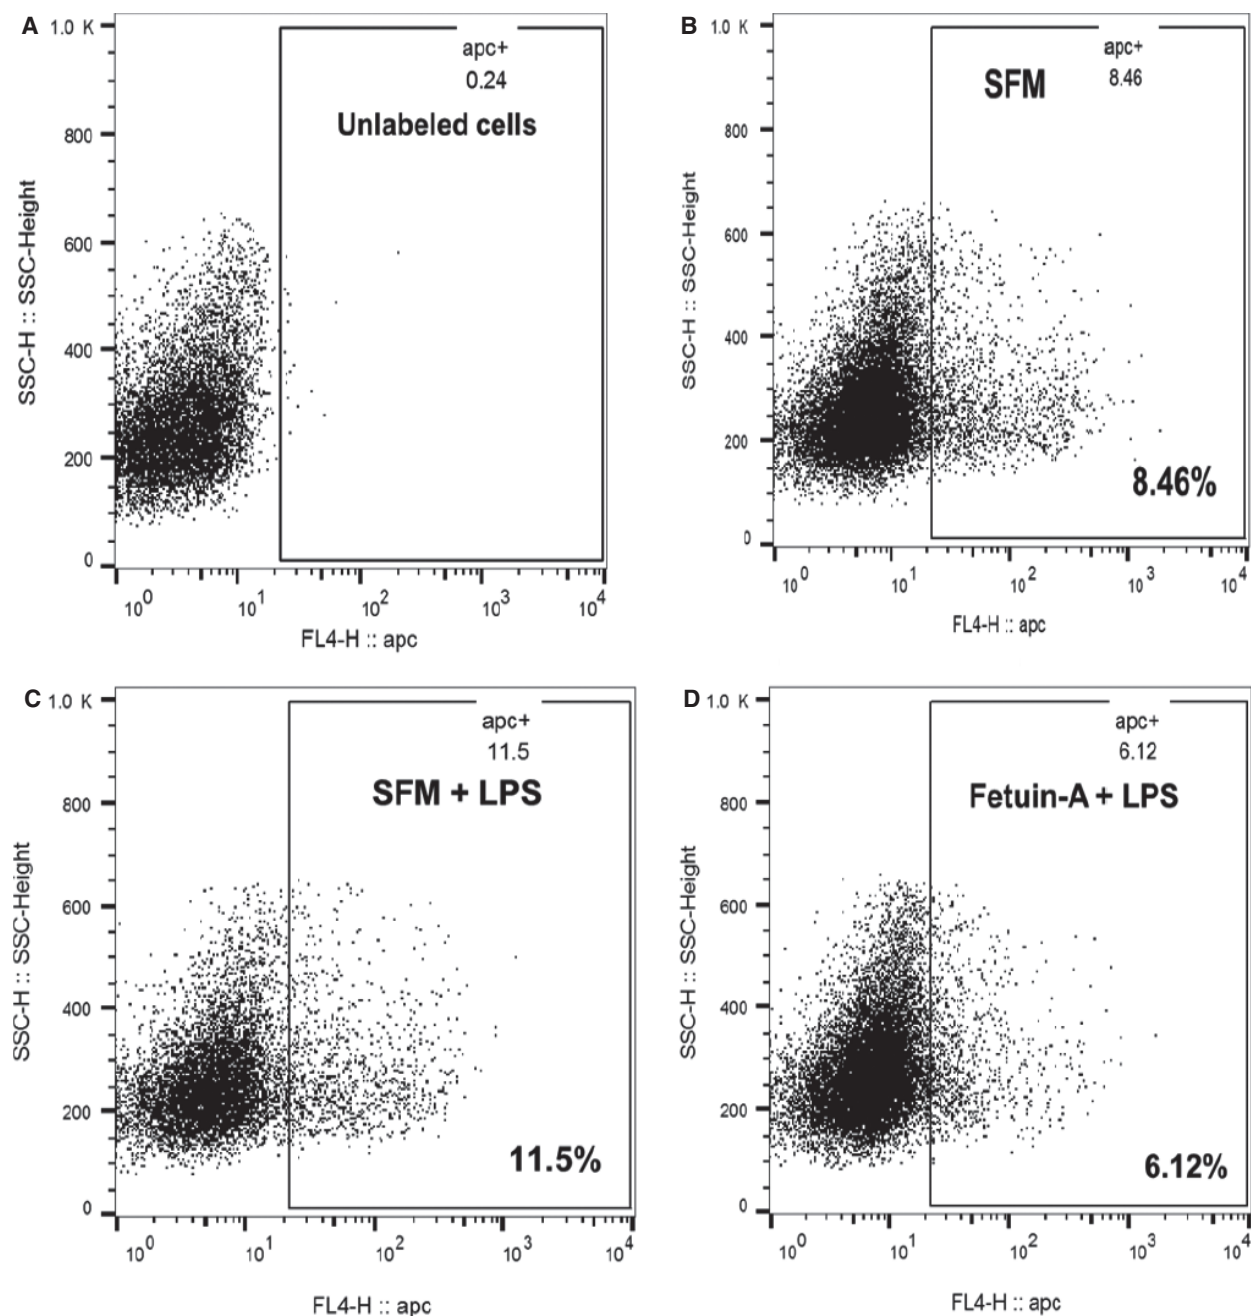 A
1.0 K
800
600
400
200
0
SSC-H :: SSC-Height
apc+
0.24
Unlabeled cells
10^0 10^1 10^2 10^3 10^4
FL4-H :: apc
B
1.0 K
800
600
400
200
0
SSC-H :: SSC-Height
apc+
8.46
SFM
8.46%
10^0 10^1 10^2 10^3 10^4
FL4-H :: apc
C
1.0 K
800
600
400
200
0
SSC-H :: SSC-Height
apc+
11.5
SFM + LPS
11.5%
10^0 10^1 10^2 10^3 10^4
FL4-H :: apc
D
1.0 K
800
600
400
200
0
SSC-H :: SSC-Height
apc+
6.12
Fetuin-A + LPS
6.12%
10^0 10^1 10^2 10^3 10^4
FL4-H :: apc